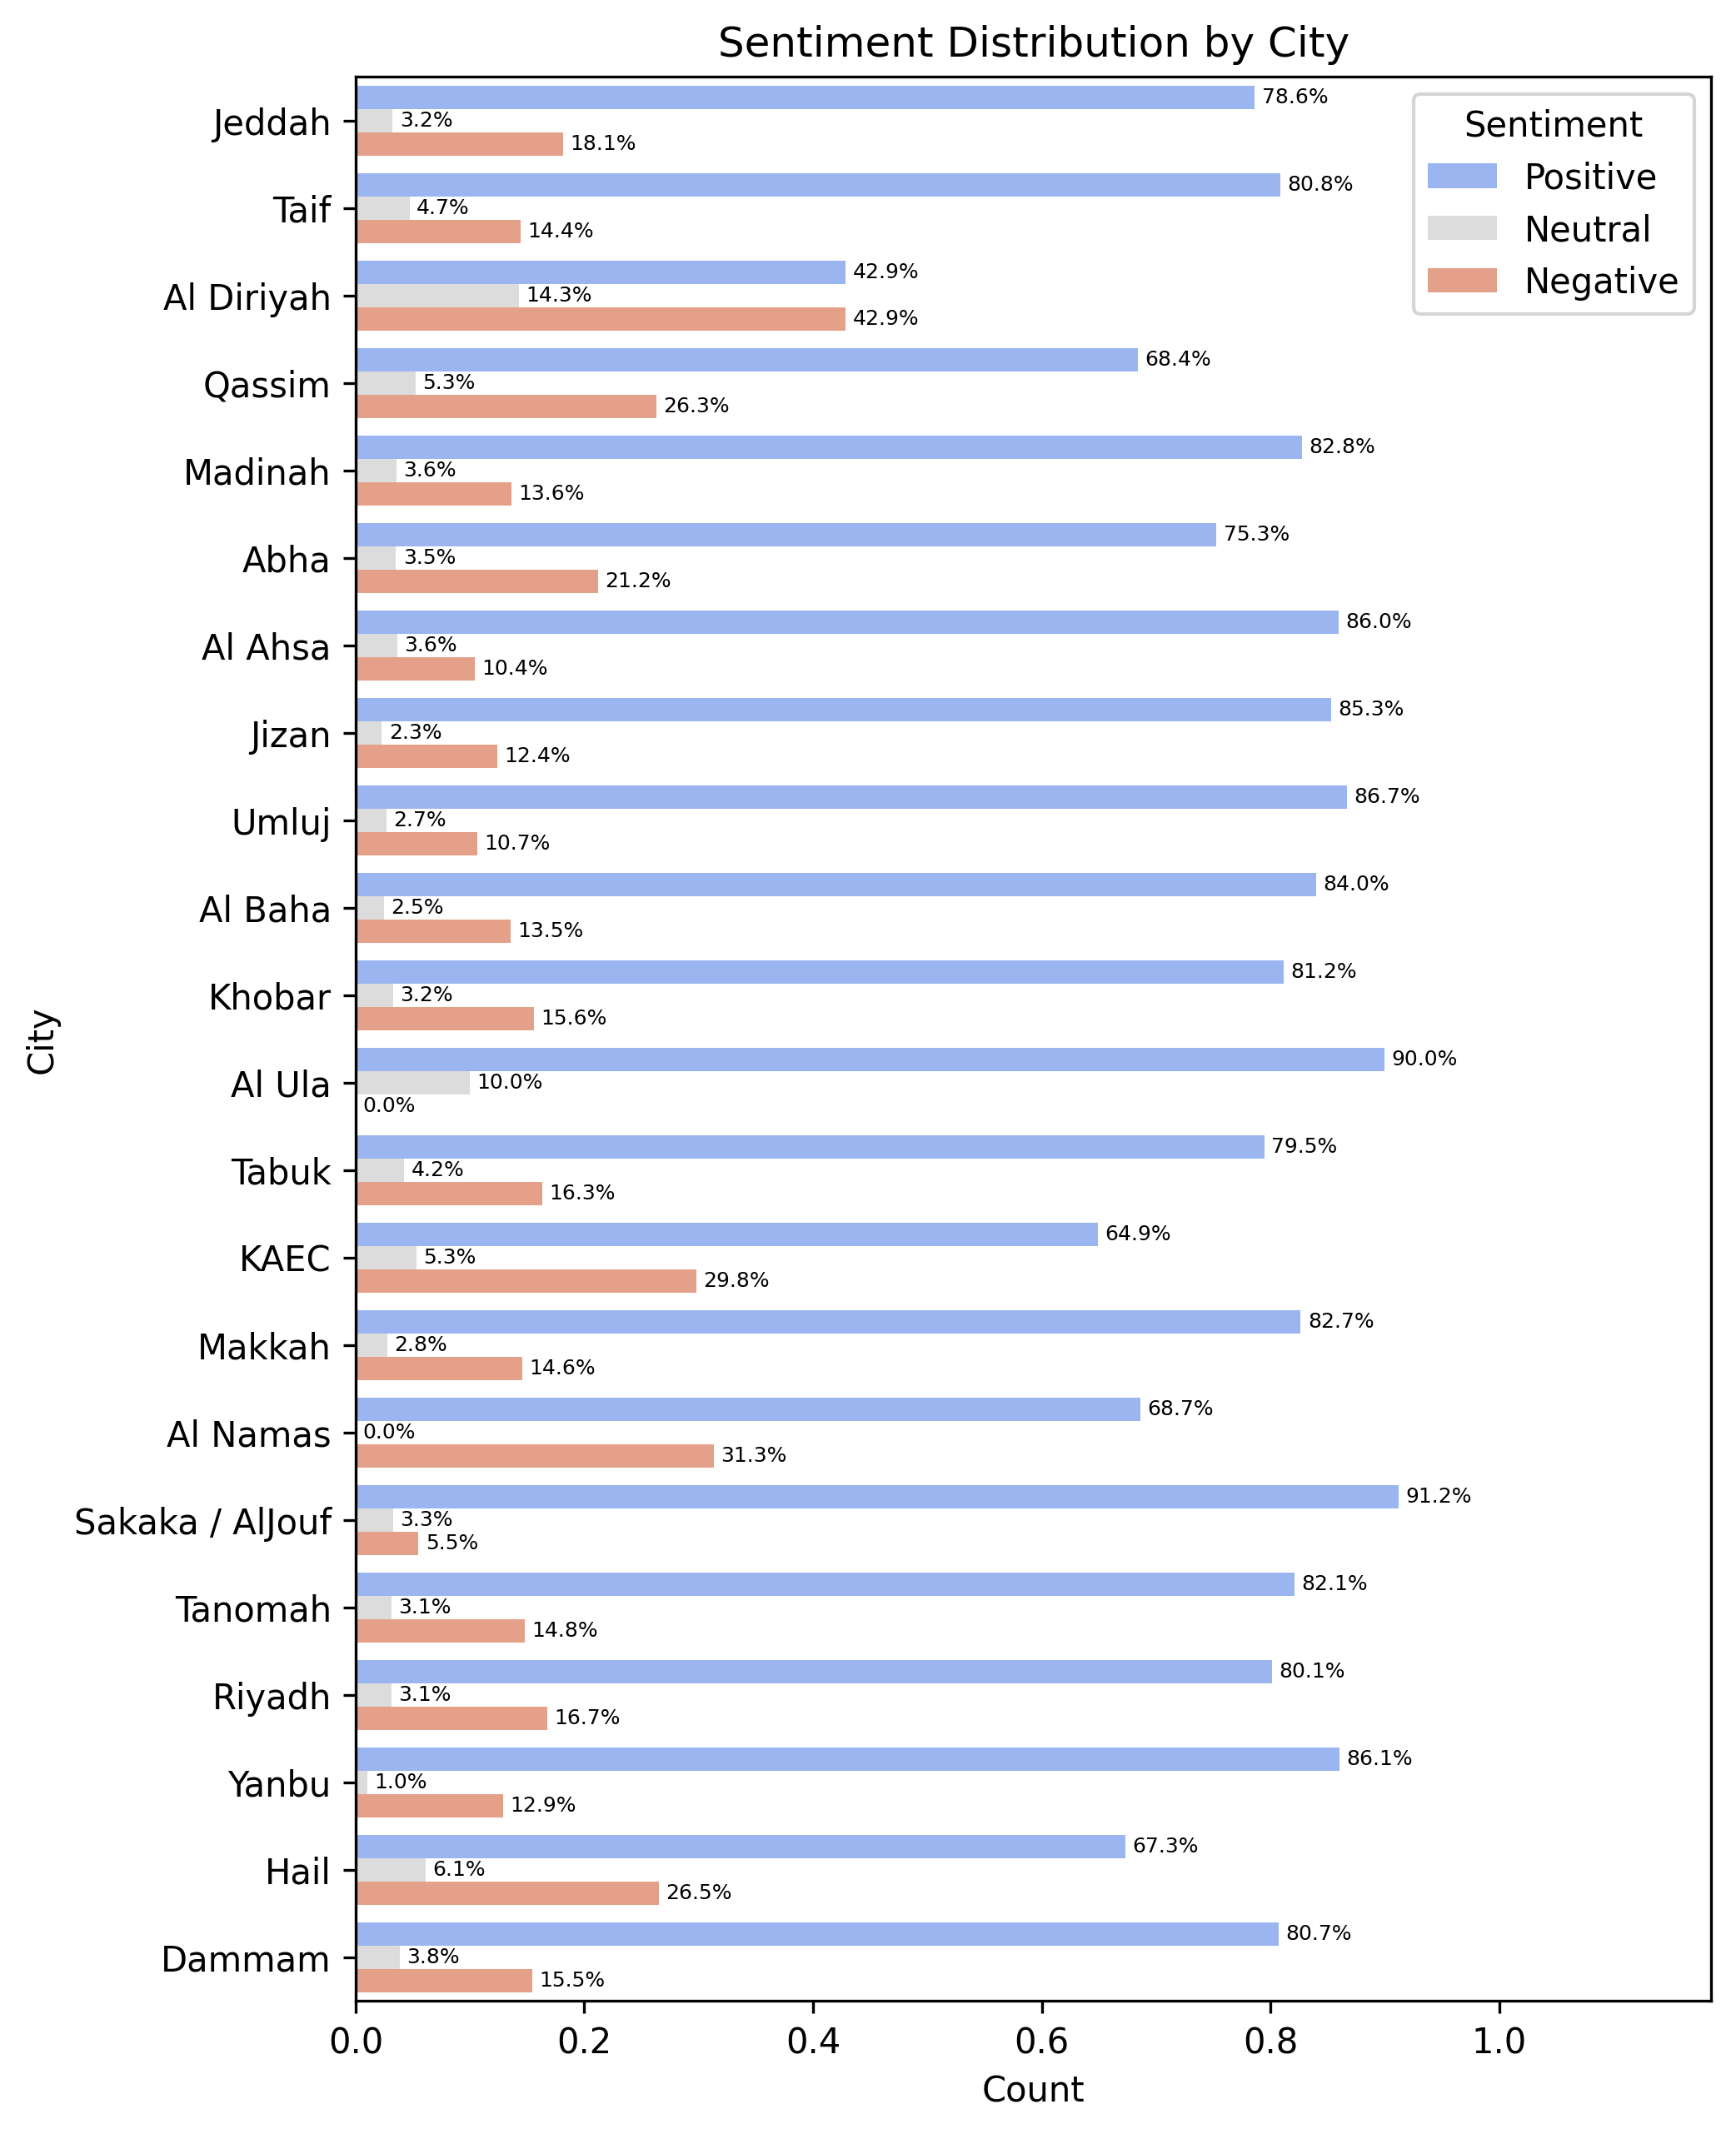 Sentiment Distribution by City
Sentiment
Positive
Neutral
Negative
City
Jeddah
78.6%
3.2%
18.1%
Taif
80.8%
4.7%
14.4%
Al Diriyah
42.9%
14.3%
42.9%
Qassim
68.4%
5.3%
26.3%
Madinah
82.8%
3.6%
13.6%
Abha
75.3%
3.5%
21.2%
Al Ahsa
86.0%
3.6%
10.4%
Jizan
85.3%
2.3%
12.4%
Umluj
86.7%
2.7%
10.7%
Al Baha
84.0%
2.5%
13.5%
Khobar
81.2%
3.2%
15.6%
Al Ula
90.0%
10.0%
0.0%
Tabuk
79.5%
4.2%
16.3%
KAEC
64.9%
5.3%
29.8%
Makkah
82.7%
2.8%
14.6%
Al Namas
68.7%
0.0%
31.3%
Sakaka / AlJouf
91.2%
3.3%
5.5%
Tanomah
82.1%
3.1%
14.8%
Riyadh
80.1%
3.1%
16.7%
Yanbu
86.1%
1.0%
12.9%
Hail
67.3%
6.1%
26.5%
Dammam
80.7%
3.8%
15.5%
0.0 0.2 0.4 0.6 0.8 1.0
Count